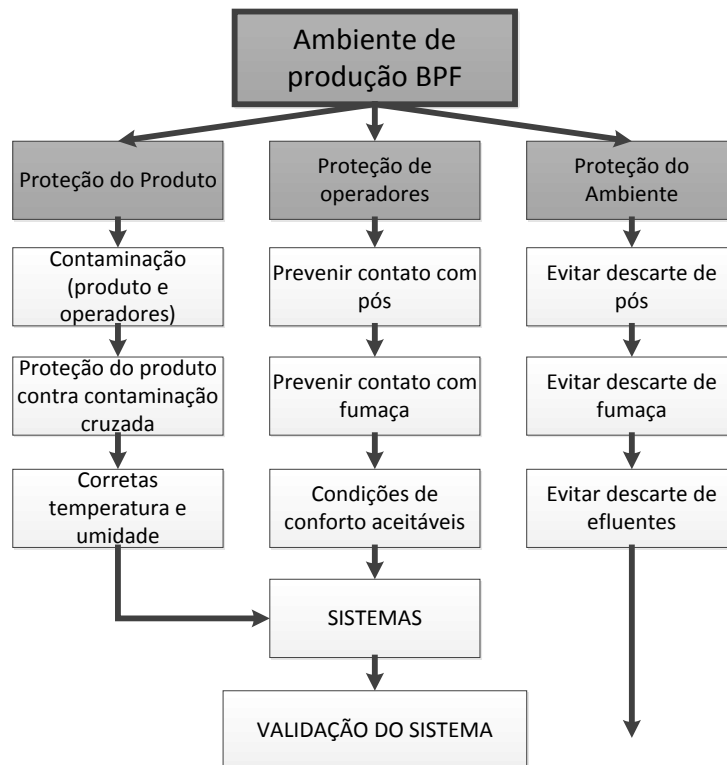 Ambiente de
produção BPF
Proteção do Produto
Proteção de
operadores
Proteção do
Ambiente
Contaminação
(produto e
operadores)
Prevenir contato com
pós
Evitar descarte de
pós
Proteção do produto
contra contaminação
cruzada
Prevenir contato com
fumaça
Evitar descarte de
fumaça
Corretas
temperatura e
umidade
Condições de
conforto aceitáveis
Evitar descarte de
efluentes
SISTEMAS
VALIDAÇÃO DO SISTEMA